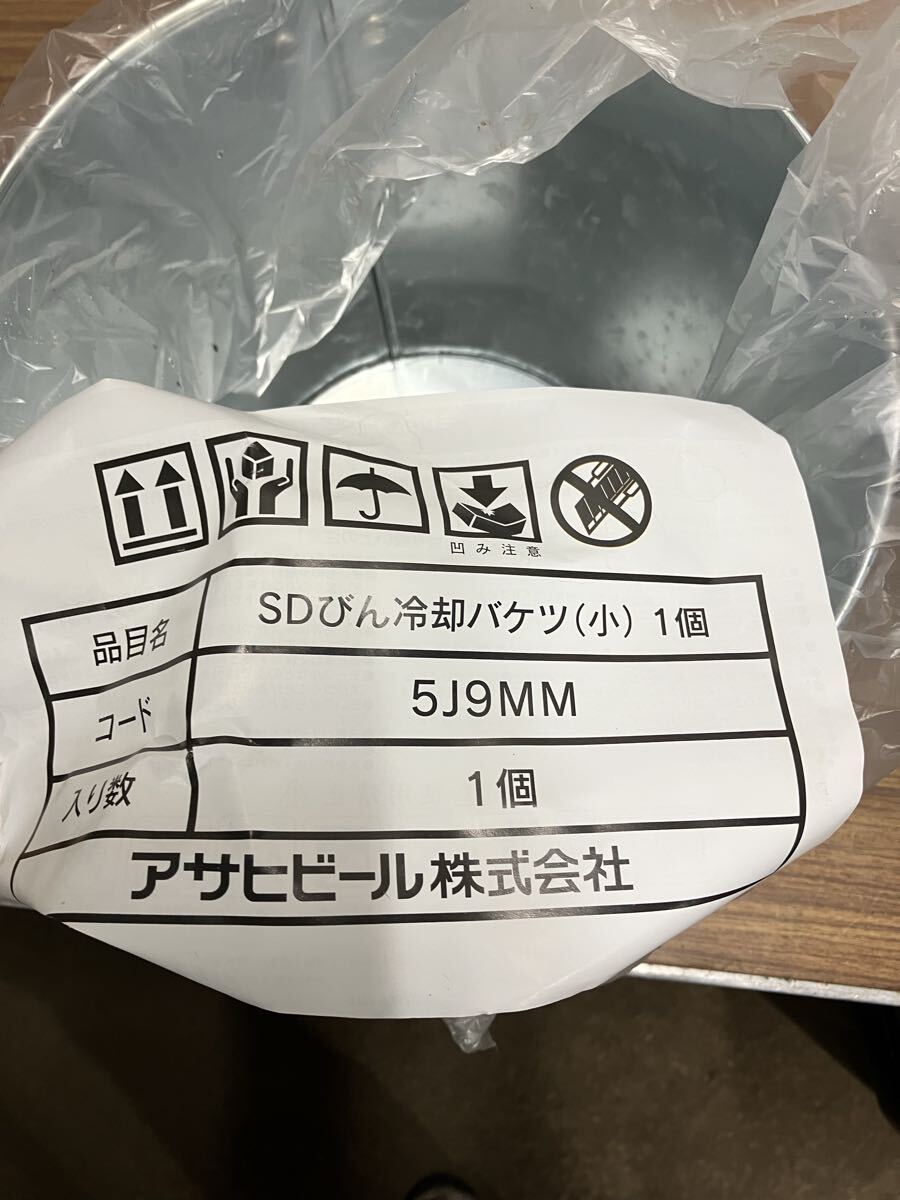 凹み注意
品目名 SDびん冷却バケツ(小) 1個
コード 5J9MM
入り数 1個
アサヒビール株式会社